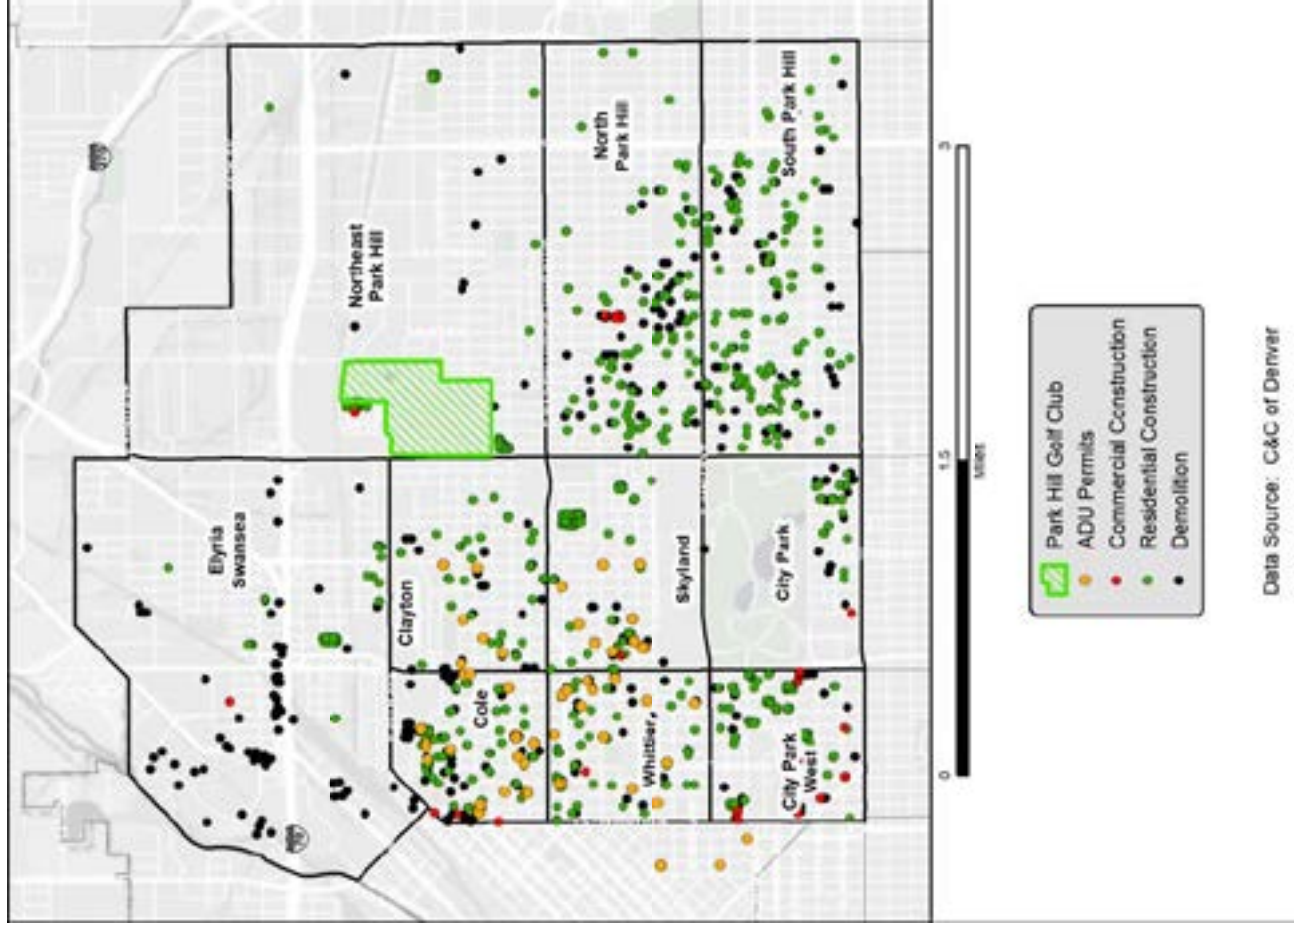 270
Northeast
Park Hill
North
Park Hill
South Park Hill
Elyria
Swansea
Clayton
Skyland
City Park
Cole
Whittier
City Park
West
70
0
1.5
3
Miles
Park Hill Golf Club
ADU Permits
Commercial Construction
Residential Construction
Demolition
Data Source: C&C of Denver